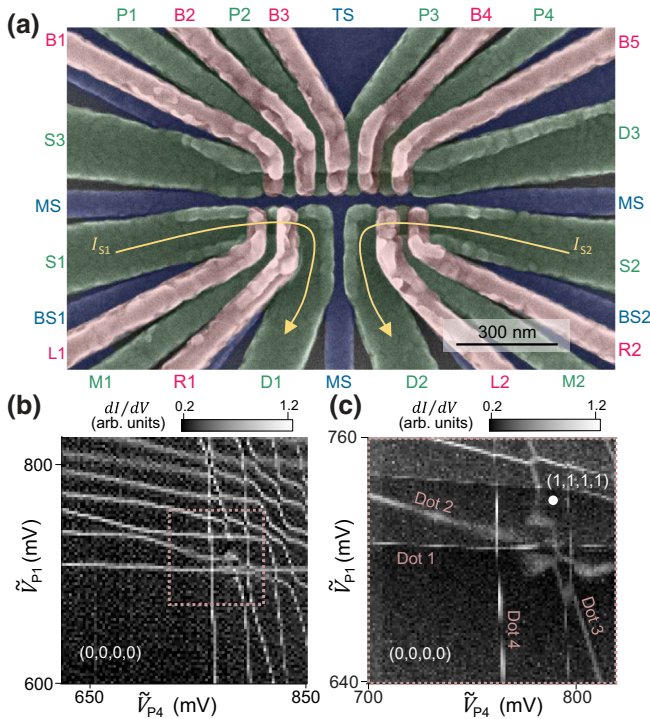 (a)
P1 B2 P2 B3 TS P3 B4 P4
B1 B5
S3 D3
MS MS
I_S1 I_S2
S1 S2
BS1 BS2
300 nm
L1 R2
M1 R1 D1 MS D2 L2 M2
(b) dI/dV (arb. units) 0.2 1.2
(c) dI/dV (arb. units) 0.2 1.2
800
Ṽ_P1 (mV)
600
(0,0,0,0)
650 850
Ṽ_P4 (mV)
760
Ṽ_P1 (mV)
640
(1,1,1,1)
Dot 2
Dot 1
Dot 3
Dot 4
(0,0,0,0)
700 800
Ṽ_P4 (mV)